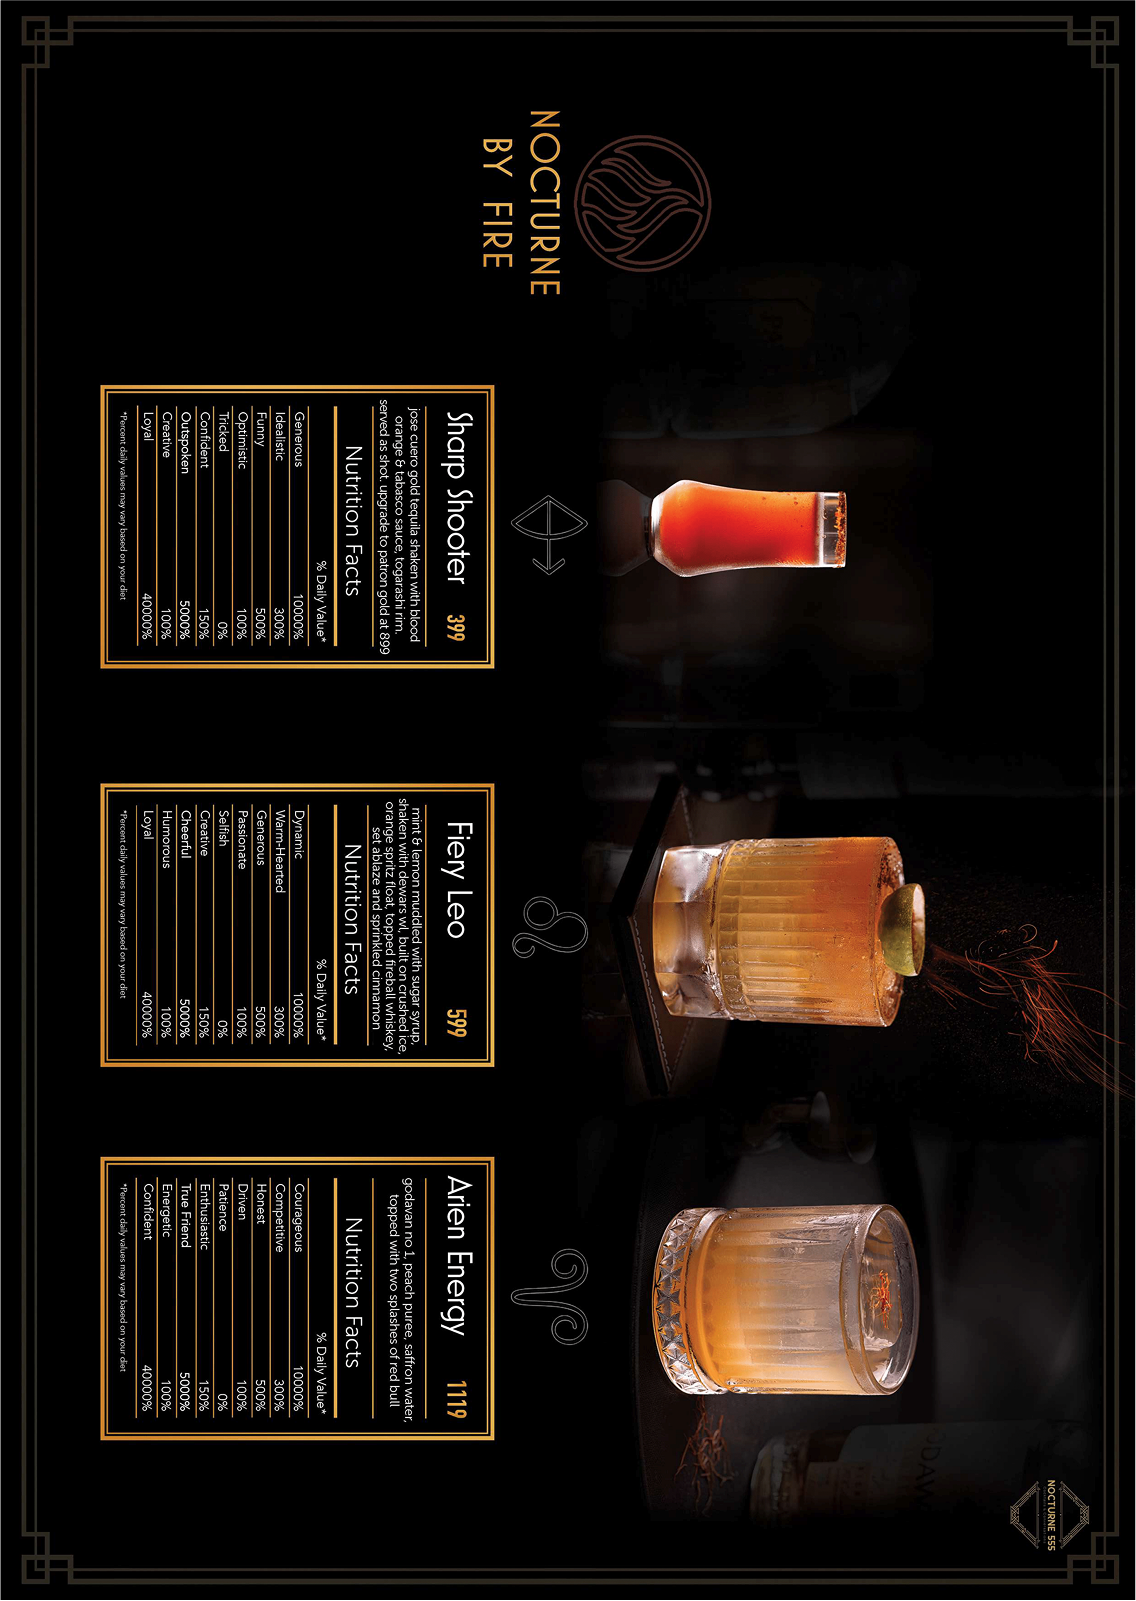 NOCTURNE
BY FIRE
Sharp Shooter 399
jose cuero gold tequila shaken with blood
orange & tabasco sauce, togarashi rim.
served as shot. upgrade to patron gold at 899
Nutrition Facts
% Daily Value*
Generous 10000%
Idealistic 300%
Funny 500%
Optimistic 100%
Tricked 0%
Confident 150%
Outspoken 5000%
Creative 100%
Loyal 40000%
*Percent daily values may vary based on your diet
Fiery Leo 599
mint & lemon muddled with sugar syrup,
shaken with dewars wl, built on crushed ice,
orange spritz float, topped fireball whiskey,
set ablaze and sprinkled cinnamon
Nutrition Facts
% Daily Value*
Dynamic 10000%
Warm-Hearted 300%
Generous 500%
Passionate 100%
Selfish 0%
Creative 150%
Cheerful 5000%
Humorous 100%
Loyal 40000%
*Percent daily values may vary based on your diet
Arien Energy 1119
godavan no 1, peach puree, saffron water,
topped with two splashes of red bull
Nutrition Facts
% Daily Value*
Courageous 10000%
Competitive 300%
Honest 500%
Driven 100%
Patience 0%
Enthusiastic 150%
True Friend 5000%
Energetic 100%
Confident 40000%
*Percent daily values may vary based on your diet
NOCTURNE 555